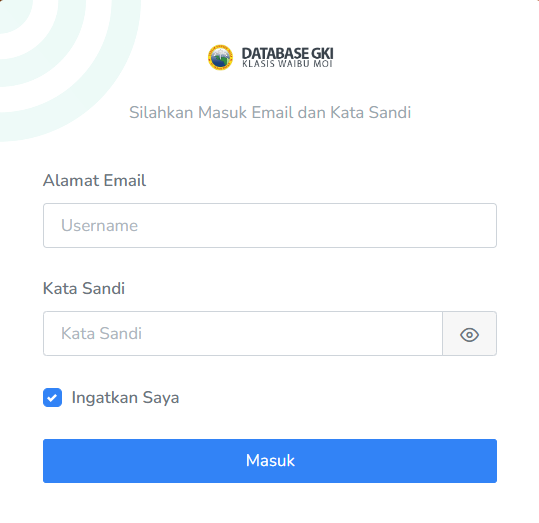 DATABASE GKI
KLASIS WAIBU MOI
Silahkan Masuk Email dan Kata Sandi
Alamat Email
Username
Kata Sandi
Kata Sandi
Ingatkan Saya
Masuk